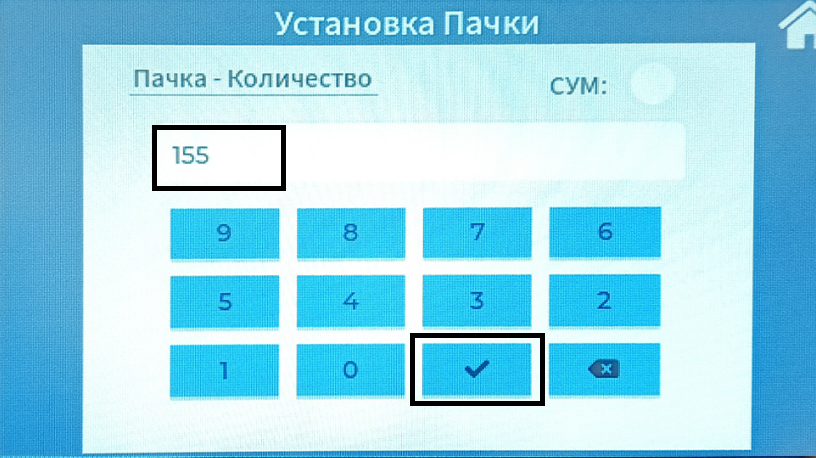 Установка Пачки
Пачка - Количество
СУМ:
155
9 8 7 6
5 4 3 2
1 0